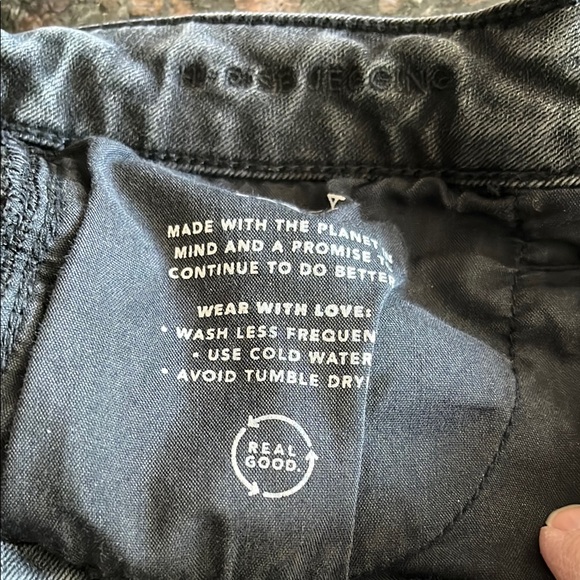 A
MADE WITH THE PLANET
MIND AND A PROMISE
CONTINUE TO DO BETTER
WEAR WITH LOVE:
• WASH LESS FREQUEN
• USE COLD WATER
• AVOID TUMBLE DRY
REAL
GOOD.